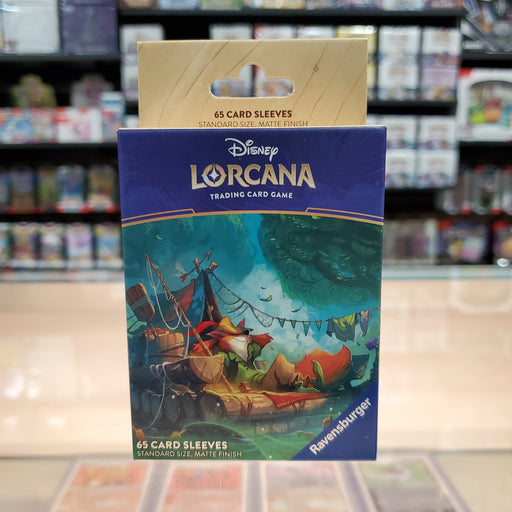 65 CARD SLEEVES
STANDARD SIZE, MATTE FINISH
Disney
LORCANA
TRADING CARD GAME
65 CARD SLEEVES
STANDARD SIZE, MATTE FINISH
Ravensburger